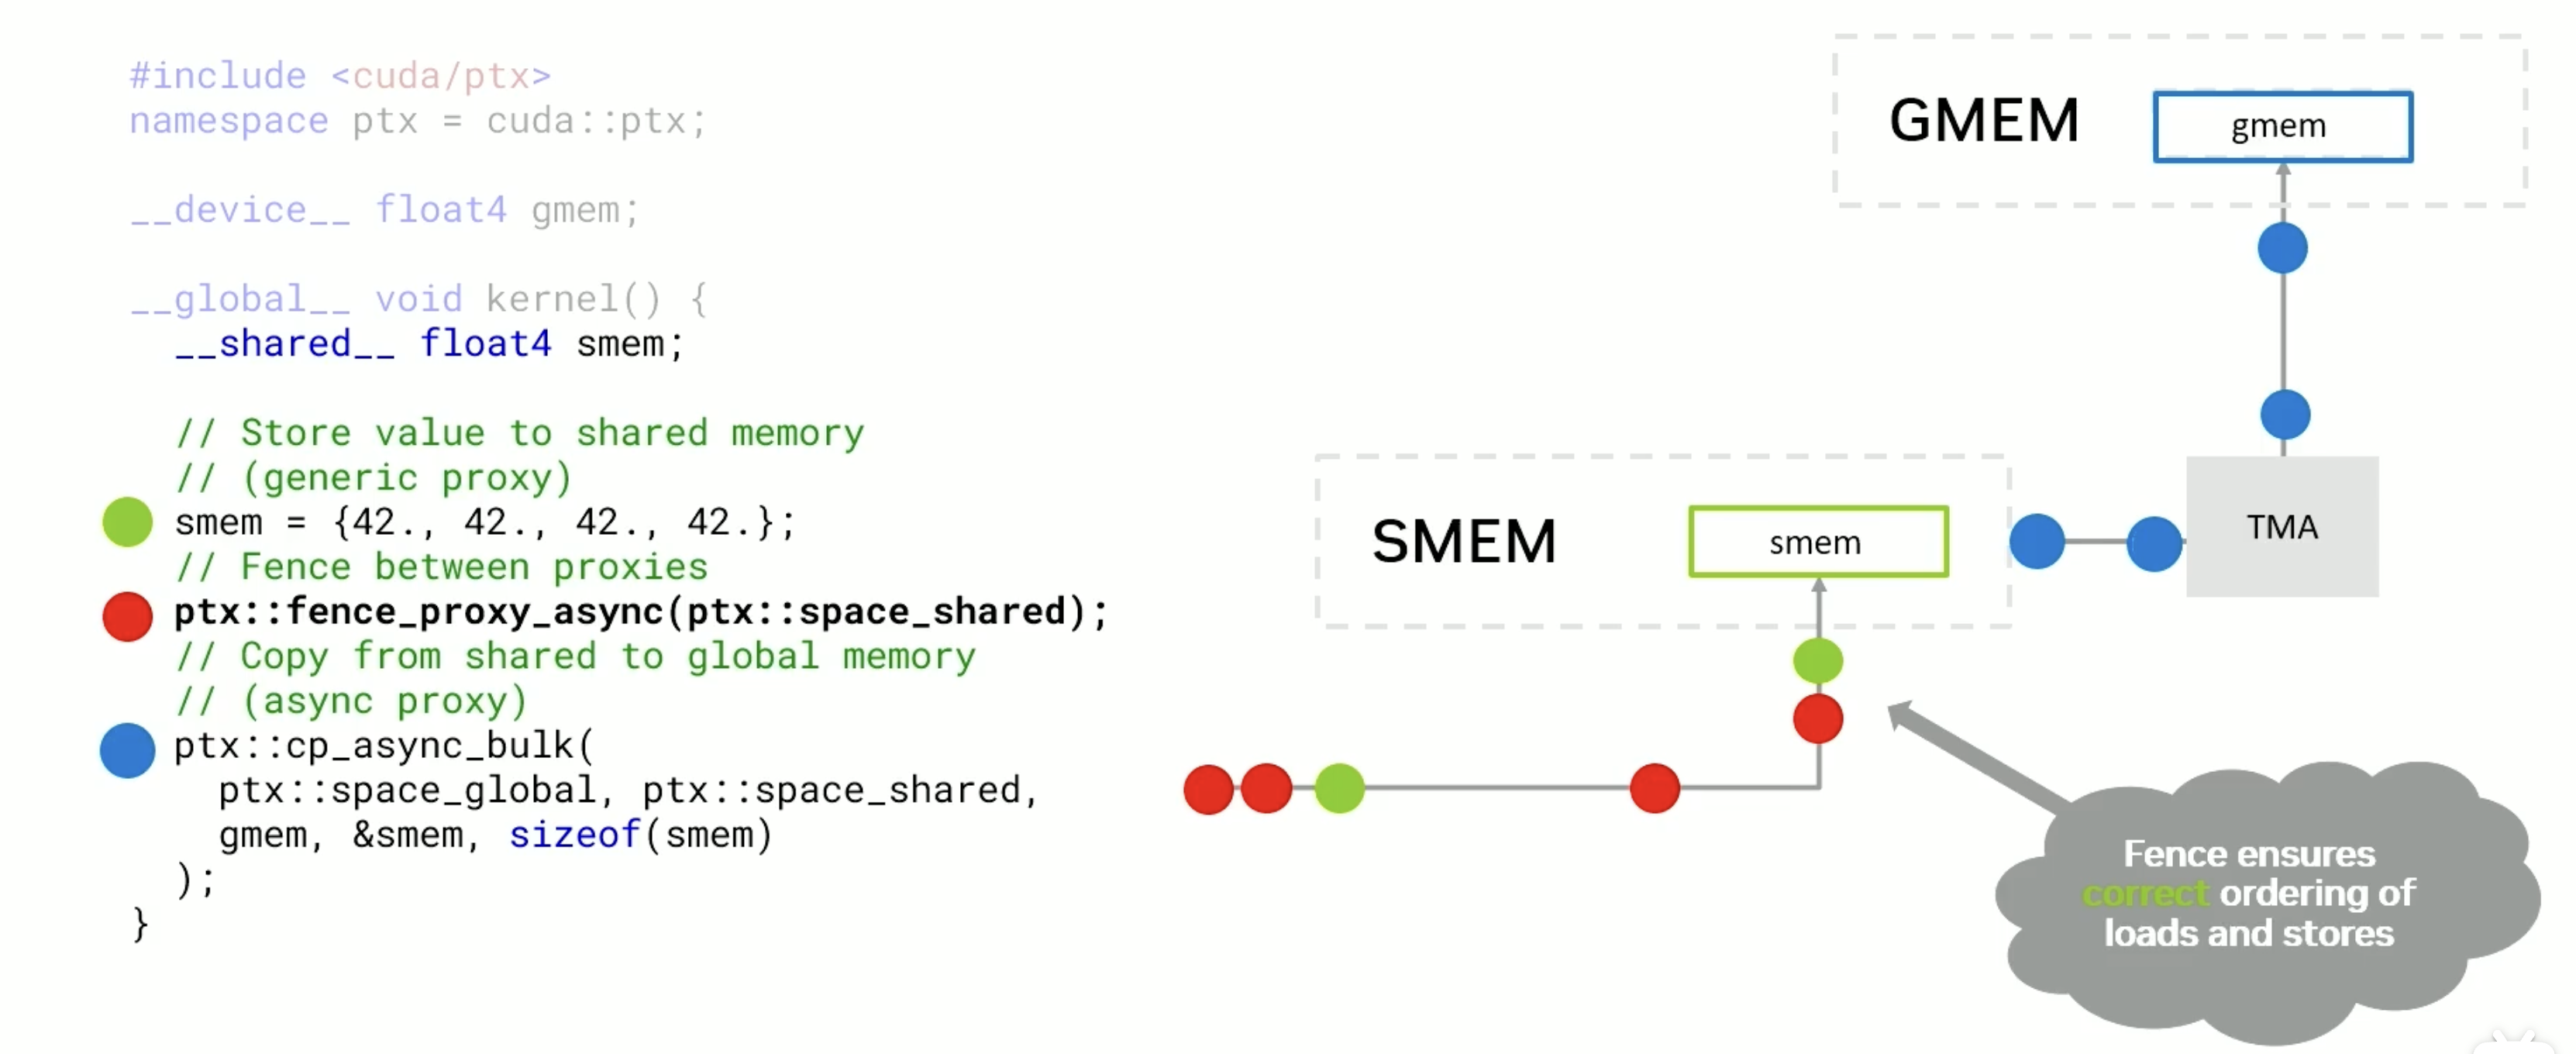 #include <cuda/ptx>
namespace ptx = cuda::ptx;
__device__ float4 gmem;
__global__ void kernel() {
__shared__ float4 smem;
// Store value to shared memory
// (generic proxy)
smem = {42., 42., 42., 42.};
// Fence between proxies
ptx::fence_proxy_async(ptx::space_shared);
// Copy from shared to global memory
// (async proxy)
ptx::cp_async_bulk(
ptx::space_global, ptx::space_shared,
gmem, &smem, sizeof(smem)
);
}
GMEM
gmem
SMEM
smem
TMA
Fence ensures
correct ordering of
loads and stores